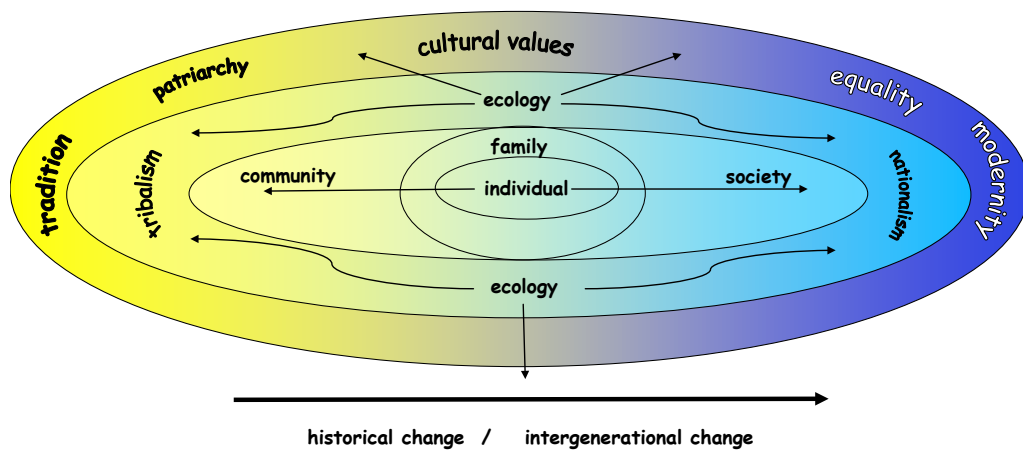 cultural values
patriarchy
equality
ecology
tradition
modernity
tribalism
family
nationalism
community
individual
society
ecology
historical change / intergenerational change